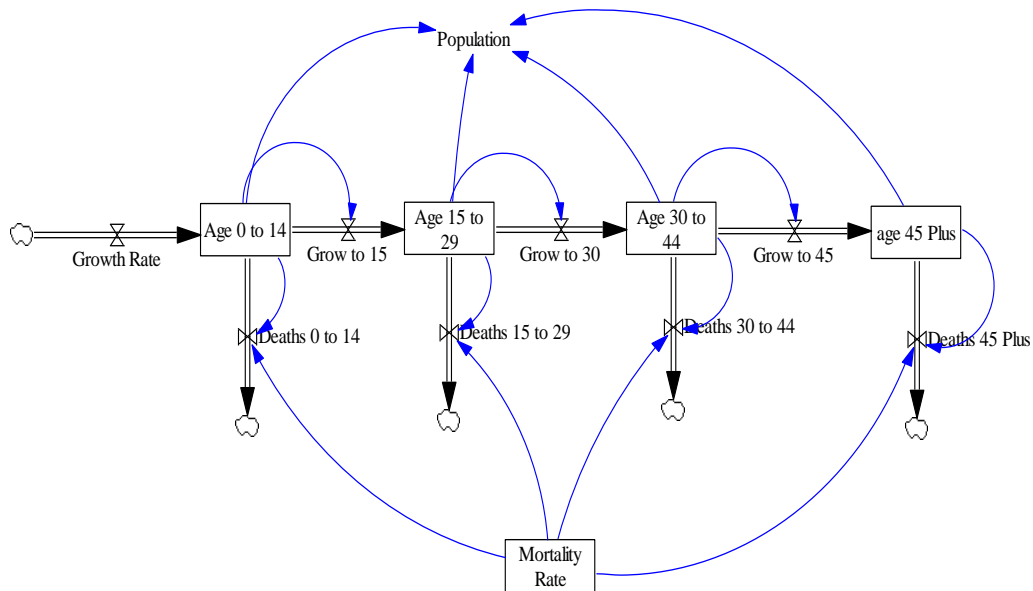 Population
Age 0 to 14
Age 15 to
29
Age 30 to
44
age 45 Plus
Growth Rate
Grow to 15
Grow to 30
Grow to 45
Deaths 0 to 14
Deaths 15 to 29
Deaths 30 to 44
Deaths 45 Plus
Mortality
Rate